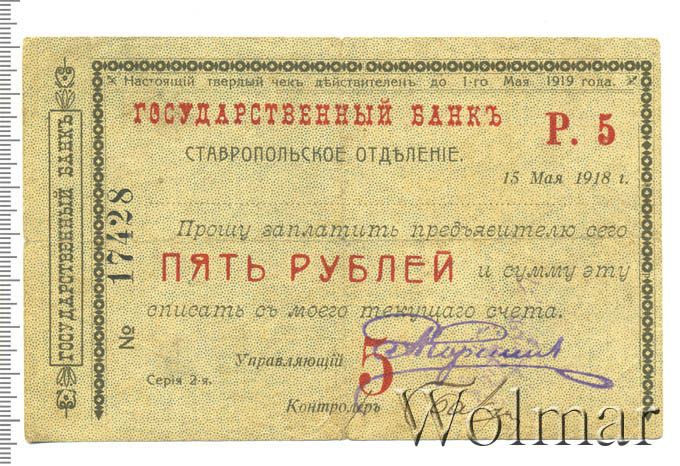 Настоящій твердый чекъ дѣйствителенъ до 1-го Мая 1919 года.
ГОСУДАРСТВЕННЫЙ БАНКЪ
Р. 5
СТАВРОПОЛЬСКОЕ ОТДѢЛЕНІЕ.
15 Мая 1918 г.
Прошу заплатить предъявителю сего
ПЯТЬ РУБЛЕЙ и сумму эту
списать съ моего текущаго счета.
Управляющій
5
Серія 2-я.
Контролеръ
ГОСУДАРСТВЕННЫЙ БАНКЪ
№ 17428
Wolmar